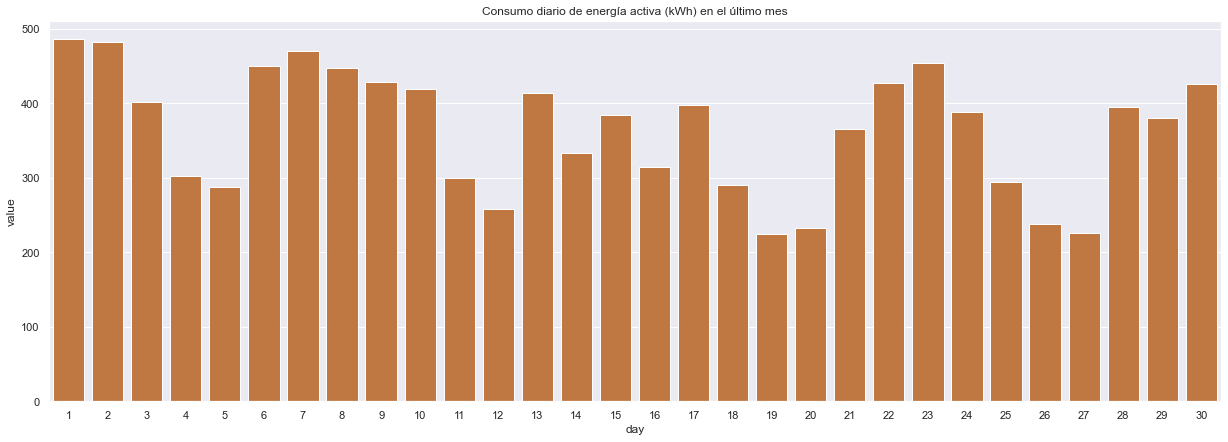 Consumo diario de energía activa (kWh) en el último mes
500
400
300
200
100
0
value
1 2 3 4 5 6 7 8 9 10 11 12 13 14 15 16 17 18 19 20 21 22 23 24 25 26 27 28 29 30
day